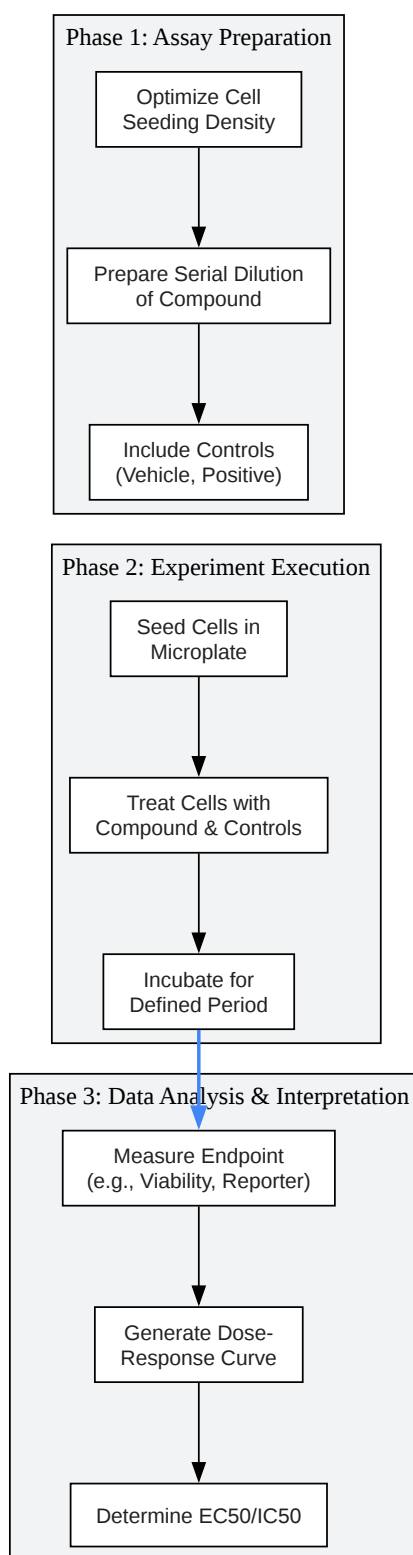 Phase 1: Assay Preparation
Optimize Cell
Seeding Density
Prepare Serial Dilution
of Compound
Include Controls
(Vehicle, Positive)
Phase 2: Experiment Execution
Seed Cells in
Microplate
Treat Cells with
Compound & Controls
Incubate for
Defined Period
Phase 3: Data Analysis & Interpretation
Measure Endpoint
(e.g., Viability, Reporter)
Generate Dose-
Response Curve
Determine EC50/IC50